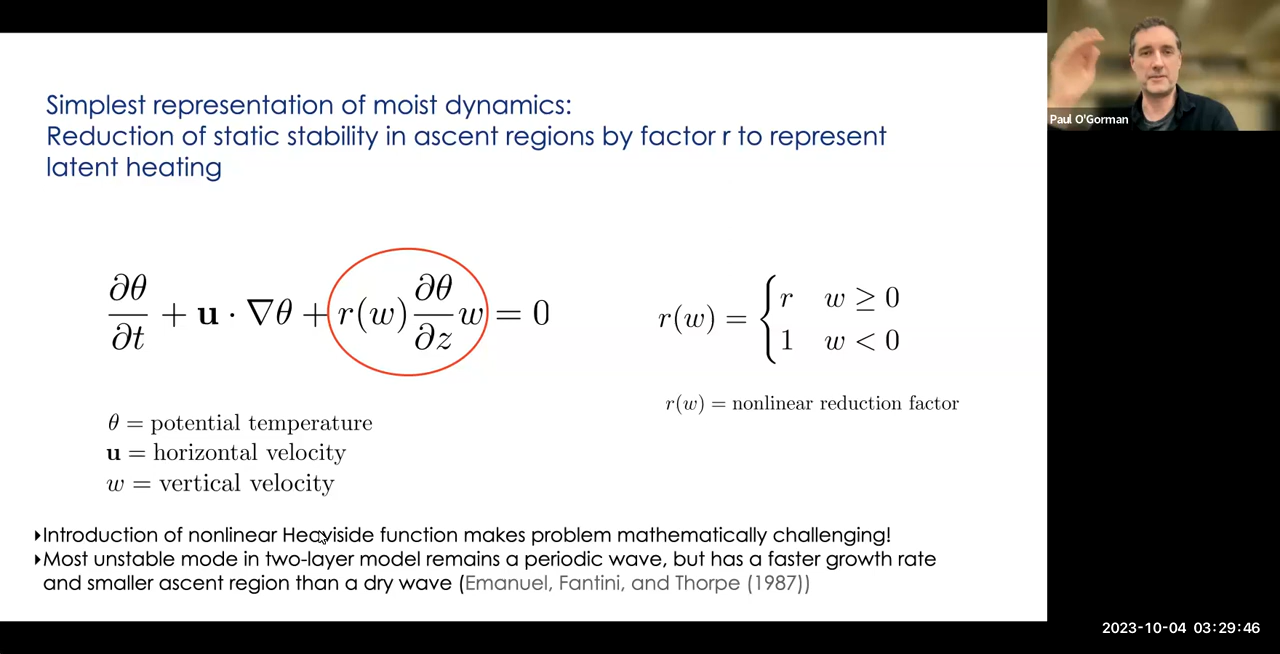 Simplest representation of moist dynamics:
Reduction of static stability in ascent regions by factor r to represent
latent heating
Paul O'Gorman
∂θ/∂t + u · ∇θ + r(w) ∂θ/∂z w = 0
r(w) = { r w ≥ 0
1 w < 0
r(w) = nonlinear reduction factor
θ = potential temperature
u = horizontal velocity
w = vertical velocity
‣Introduction of nonlinear Heaviside function makes problem mathematically challenging!
‣Most unstable mode in two-layer model remains a periodic wave, but has a faster growth rate
and smaller ascent region than a dry wave (Emanuel, Fantini, and Thorpe (1987))
2023-10-04 03:29:46